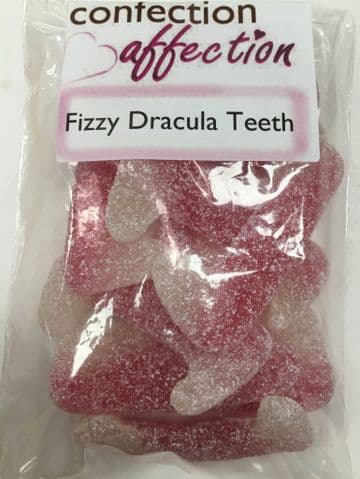 confection
affection
Fizzy Dracula Teeth